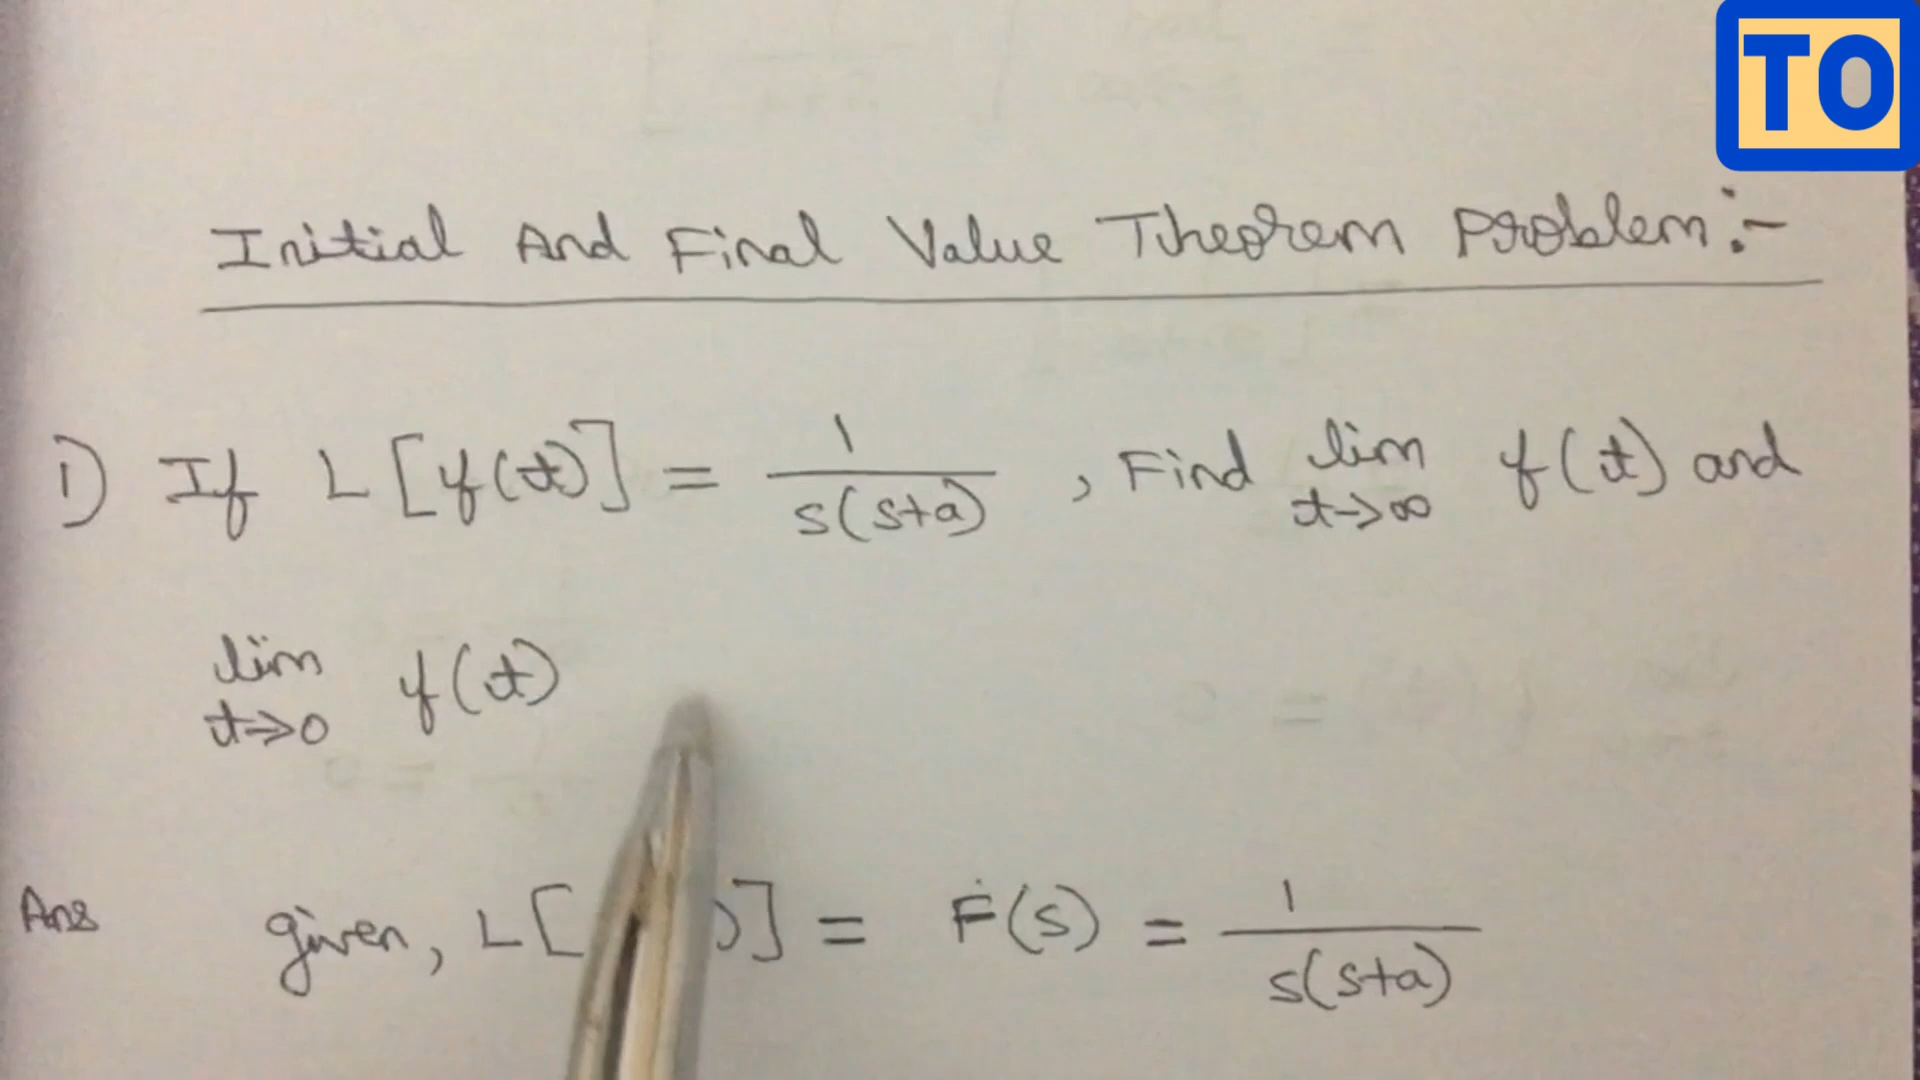 TO
Initial And Final Value Theorem Problem:-
1) If L[f(t)] = 1/s(s+a) , Find lim t→∞ f(t) and
lim t→0 f(t)
Ans given, L[ )] = F(s) = 1/s(s+a)